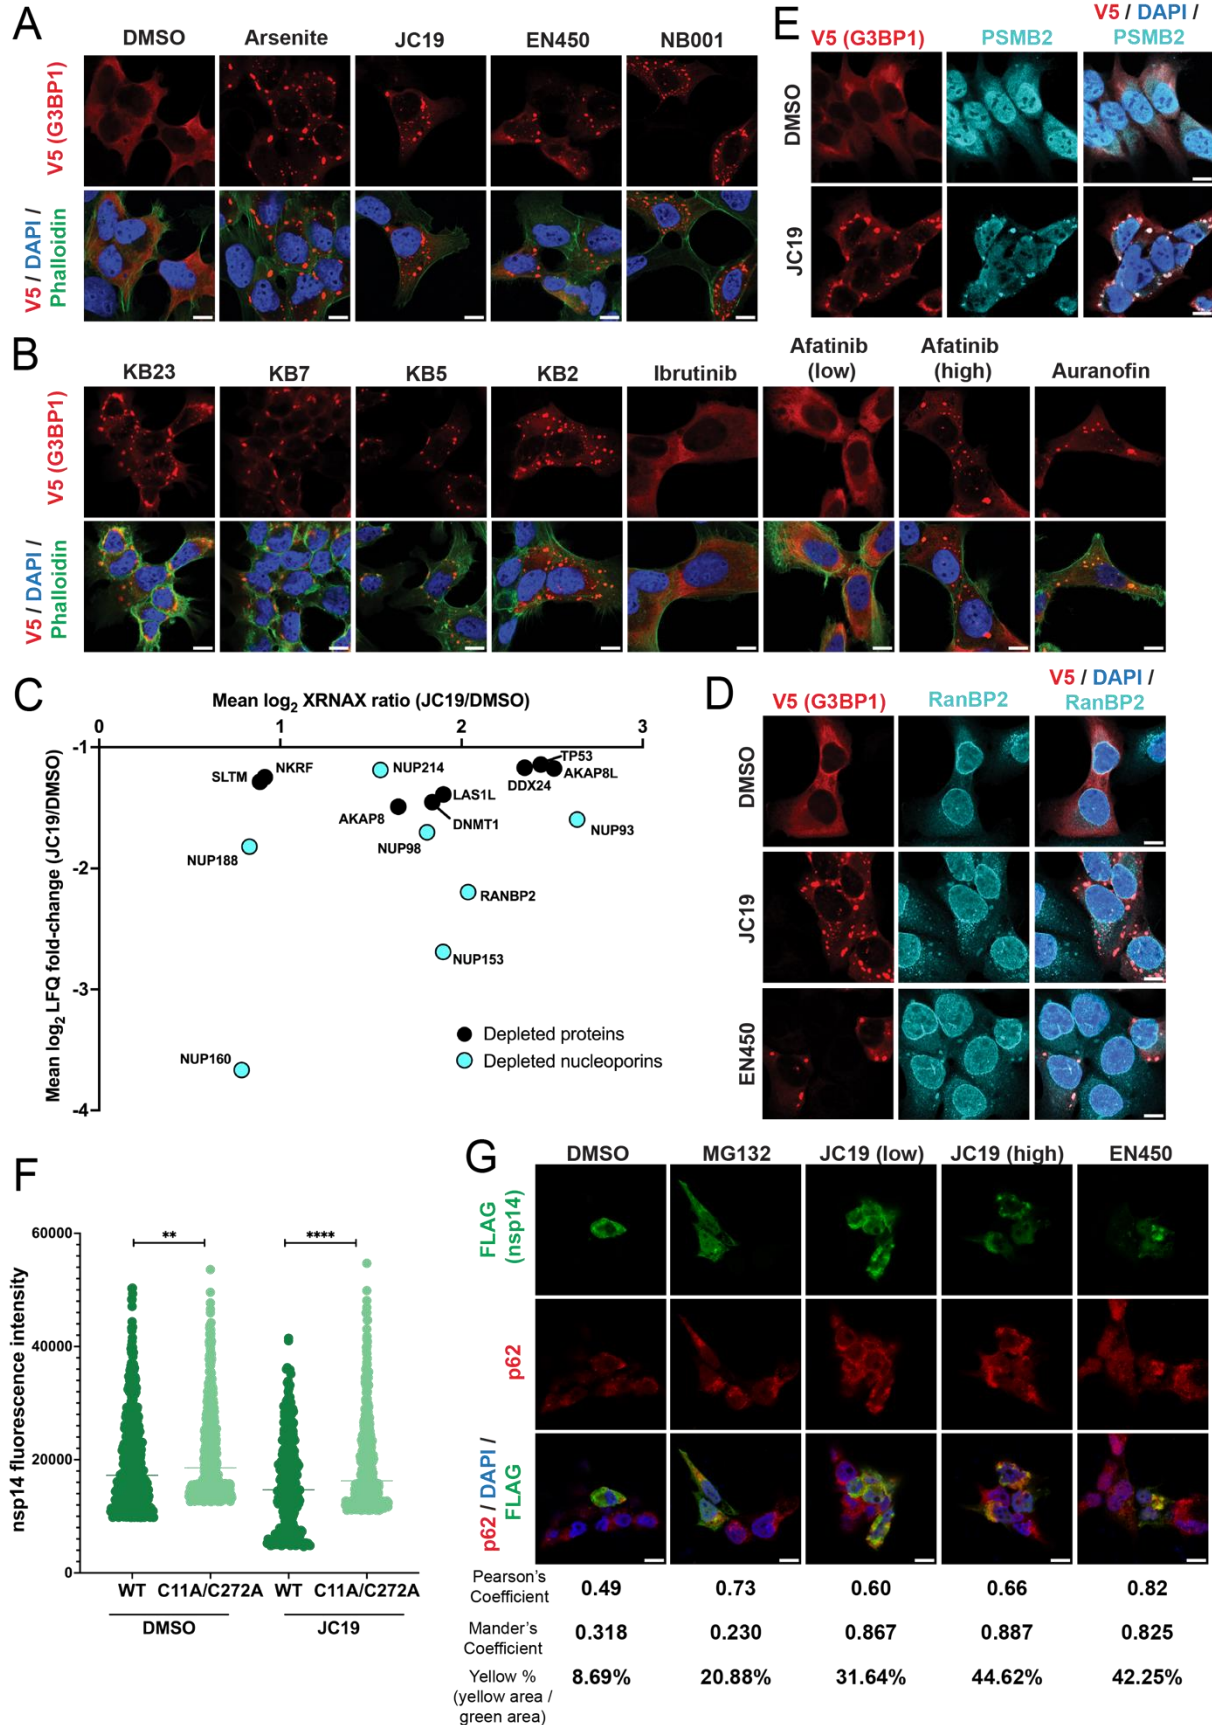 A
DMSO
Arsenite
JC19
EN450
NB001
V5 (G3BP1)
V5 / DAPI /
Phalloidin
E
V5 (G3BP1)
PSMB2
V5 / DAPI /
PSMB2
DMSO
JC19
B
KB23
KB7
KB5
KB2
Ibrutinib
Afatinib
(low)
Afatinib
(high)
Auranofin
V5 (G3BP1)
V5 / DAPI /
Phalloidin
C
Mean log2 XRNAX ratio (JC19/DMSO)
0
1
2
3
Mean log2 LFQ fold-change (JC19/DMSO)
-1
-2
-3
-4
SLTM
NKRF
NUP214
TP53
DDX24
AKAP8L
LAS1L
AKAP8
DNMT1
NUP93
NUP98
NUP188
RANBP2
NUP153
NUP160
Depleted proteins
Depleted nucleoporins
D
V5 (G3BP1)
RanBP2
V5 / DAPI /
RanBP2
DMSO
JC19
EN450
F
nsp14 fluorescence intensity
60000
40000
20000
0
**
****
WT
C11A/C272A
WT
C11A/C272A
DMSO
JC19
G
DMSO
MG132
JC19 (low)
JC19 (high)
EN450
FLAG
(nsp14)
p62
p62 / DAPI /
FLAG
Pearson's
Coefficient
0.49
0.73
0.60
0.66
0.82
Mander's
Coefficient
0.318
0.230
0.867
0.887
0.825
Yellow %
(yellow area /
green area)
8.69%
20.88%
31.64%
44.62%
42.25%